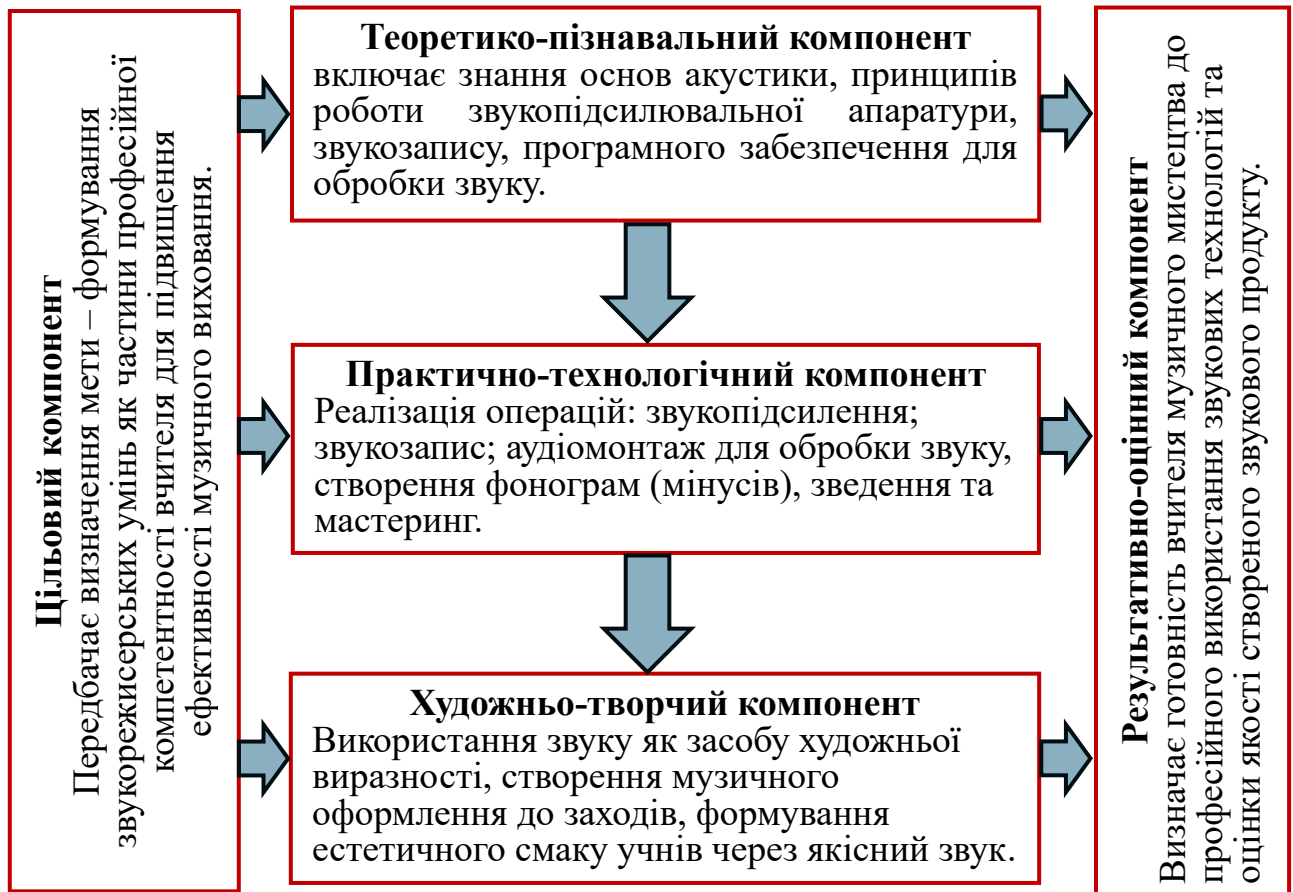 Цільовий компонент
Передбачає визначення мети – формування
звукорежисерських умінь як частини професійної
компетентності вчителя для підвищення
ефективності музичного виховання.
Теоретико-пізнавальний компонент
включає знання основ акустики, принципів
роботи звукопідсилювальної апаратури,
звукозапису, програмного забезпечення для
обробки звуку.
Практично-технологічний компонент
Реалізація операцій: звукопідсилення;
звукозапис; аудіомонтаж для обробки звуку,
створення фонограм (мінусів), зведення та
мастеринг.
Художньо-творчий компонент
Використання звуку як засобу художньої
виразності, створення музичного
оформлення до заходів, формування
естетичного смаку учнів через якісний звук.
Результативно-оцінний компонент
Визначає готовність вчителя музичного мистецтва до
професійного використання звукових технологій та
оцінки якості створеного звукового продукту.